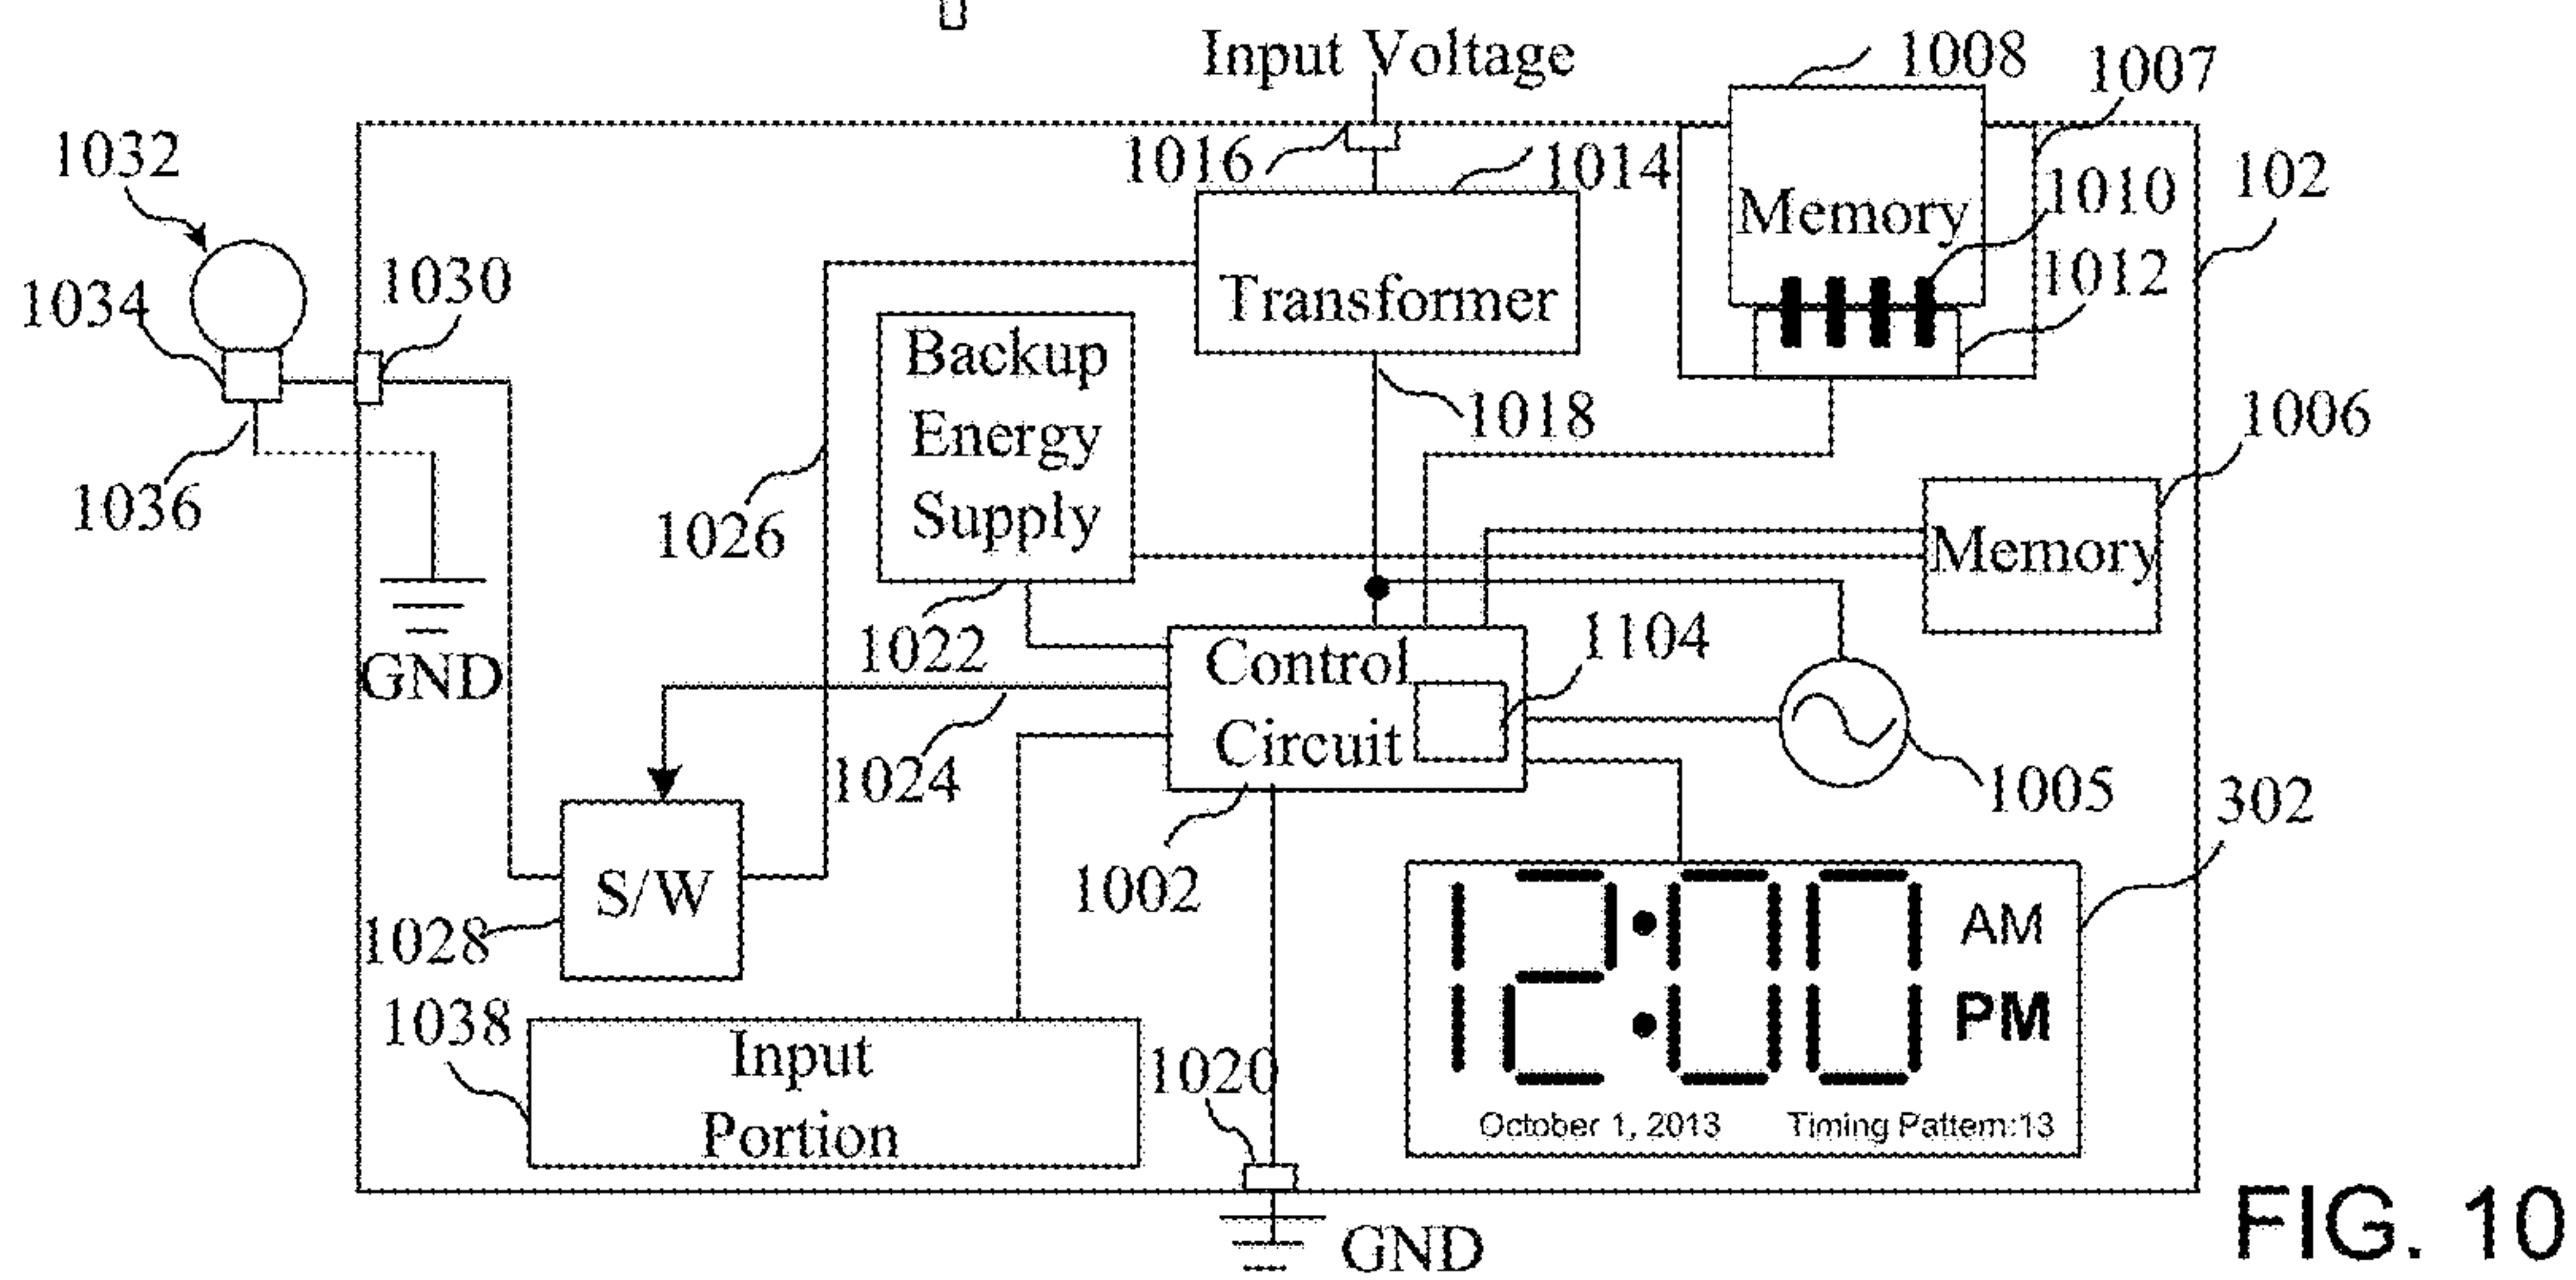 Input Voltage
1008
1007
1032
1016
1014
102
Memory
1010
1034
1030
Transformer
1012
Backup
Energy
Supply
1018
1006
1036
1026
Memory
1022
GND
Control
Circuit
1104
1024
1005
302
1028
S/W
1002
12:00
AM
PM
1038
Input
Portion
1020
October 1, 2013
Timing Pattern:13
GND
FIG. 10